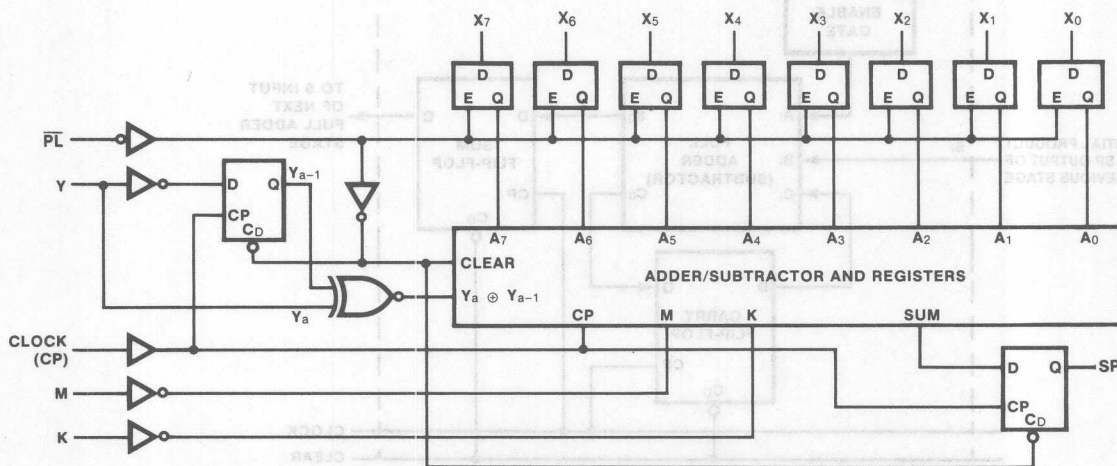 X7 X6 X5 X4 X3 X2 X1 X0
D D D D D D D D
E Q E Q E Q E Q E Q E Q E Q E Q
PL
Y
D Q Ya−1
CP
CD
A7 A6 A5 A4 A3 A2 A1 A0
CLEAR
ADDER/SUBTRACTOR AND REGISTERS
Ya ⊕ Ya−1
Ya
CP M K SUM
CLOCK
(CP)
D Q SP
CP
CD
M
K